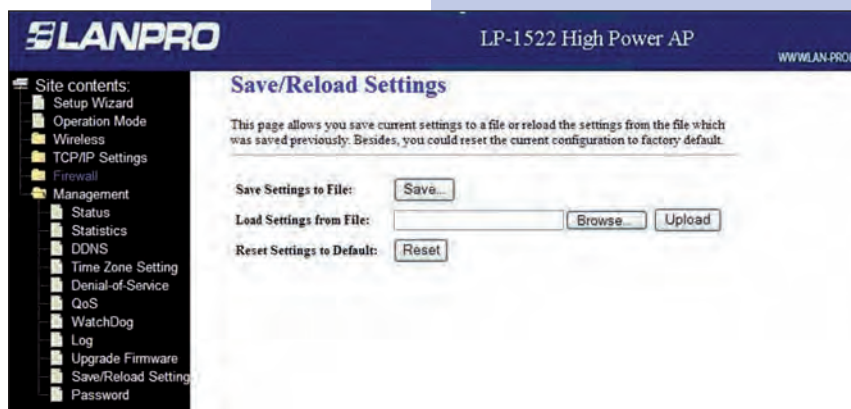 LANPRO
LP-1522 High Power AP
WWW.LAN-PRO
Site contents:
Setup Wizard
Operation Mode
Wireless
TCP/IP Settings
Firewall
Management
Status
Statistics
DDNS
Time Zone Setting
Denial-of-Service
QoS
WatchDog
Log
Upgrade Firmware
Save/Reload Setting
Password
Save/Reload Settings
This page allows you save current settings to a file or reload the settings from the file which
was saved previously. Besides, you could reset the current configuration to factory default.
Save Settings to File: Save...
Load Settings from File: Browse... Upload
Reset Settings to Default: Reset